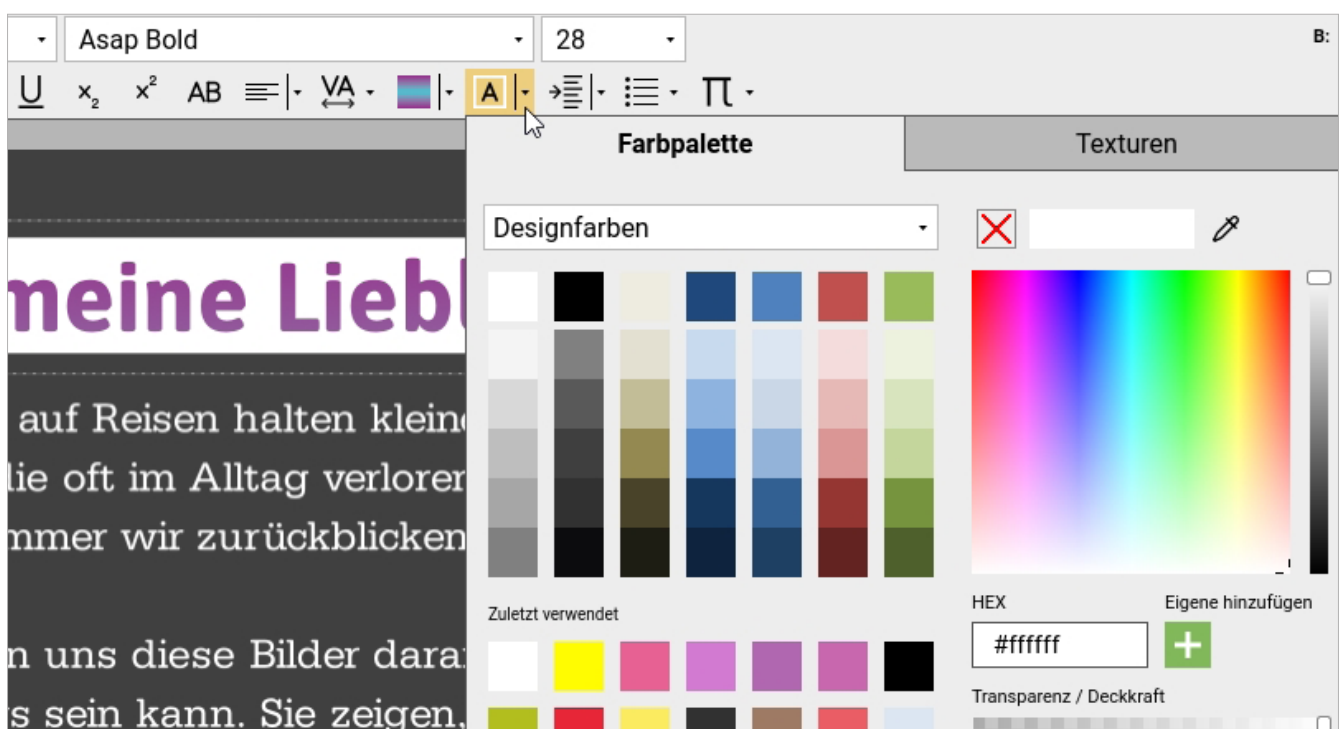 Asap Bold 28 B:
U x₂ x² AB VA A π
Farbpalette Texturen
Designfarben
meine Liebl
auf Reisen halten klein
lie oft im Alltag verloren
mmer wir zurückblicken
Zuletzt verwendet
HEX Eigene hinzufügen
#ffffff
n uns diese Bilder dara
Transparenz / Deckkraft
s sein kann. Sie zeigen,